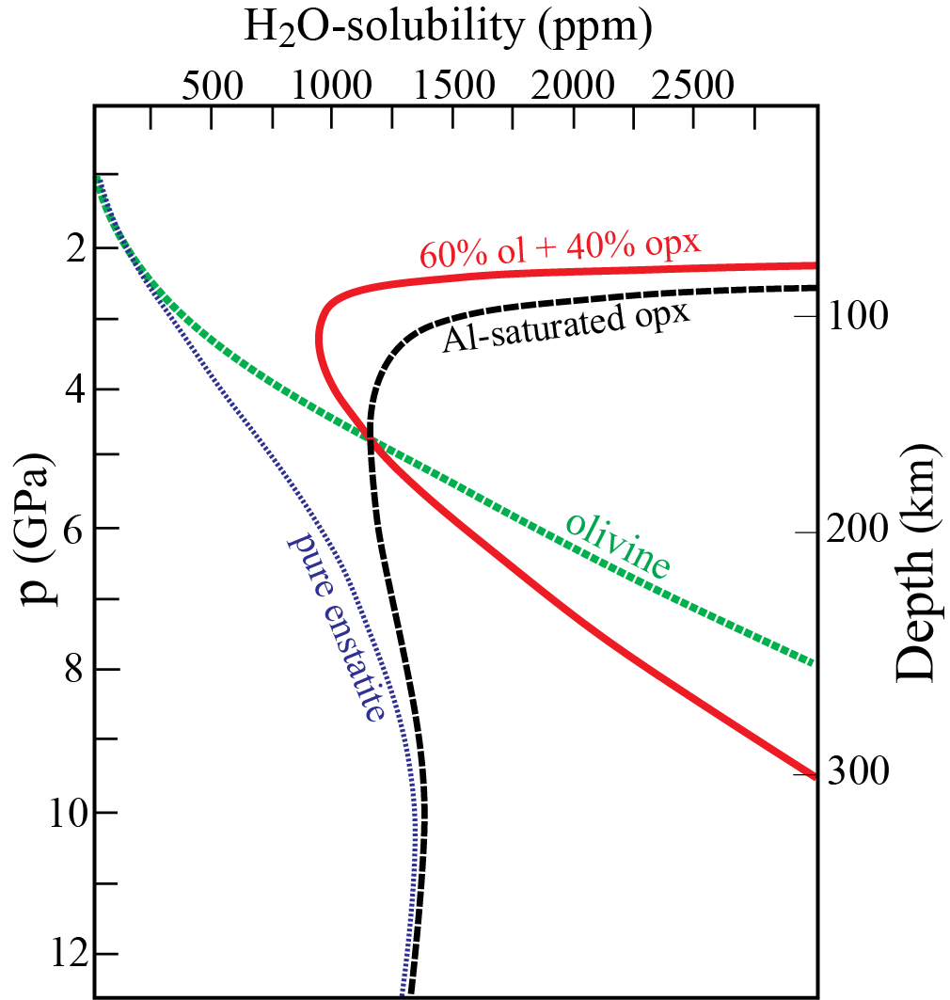 H₂O-solubility (ppm)
500 1000 1500 2000 2500
2
60% ol + 40% opx
Al-saturated opx
100
4
p (GPa)
Depth (km)
6
olivine
200
pure enstatite
8
300
10
12